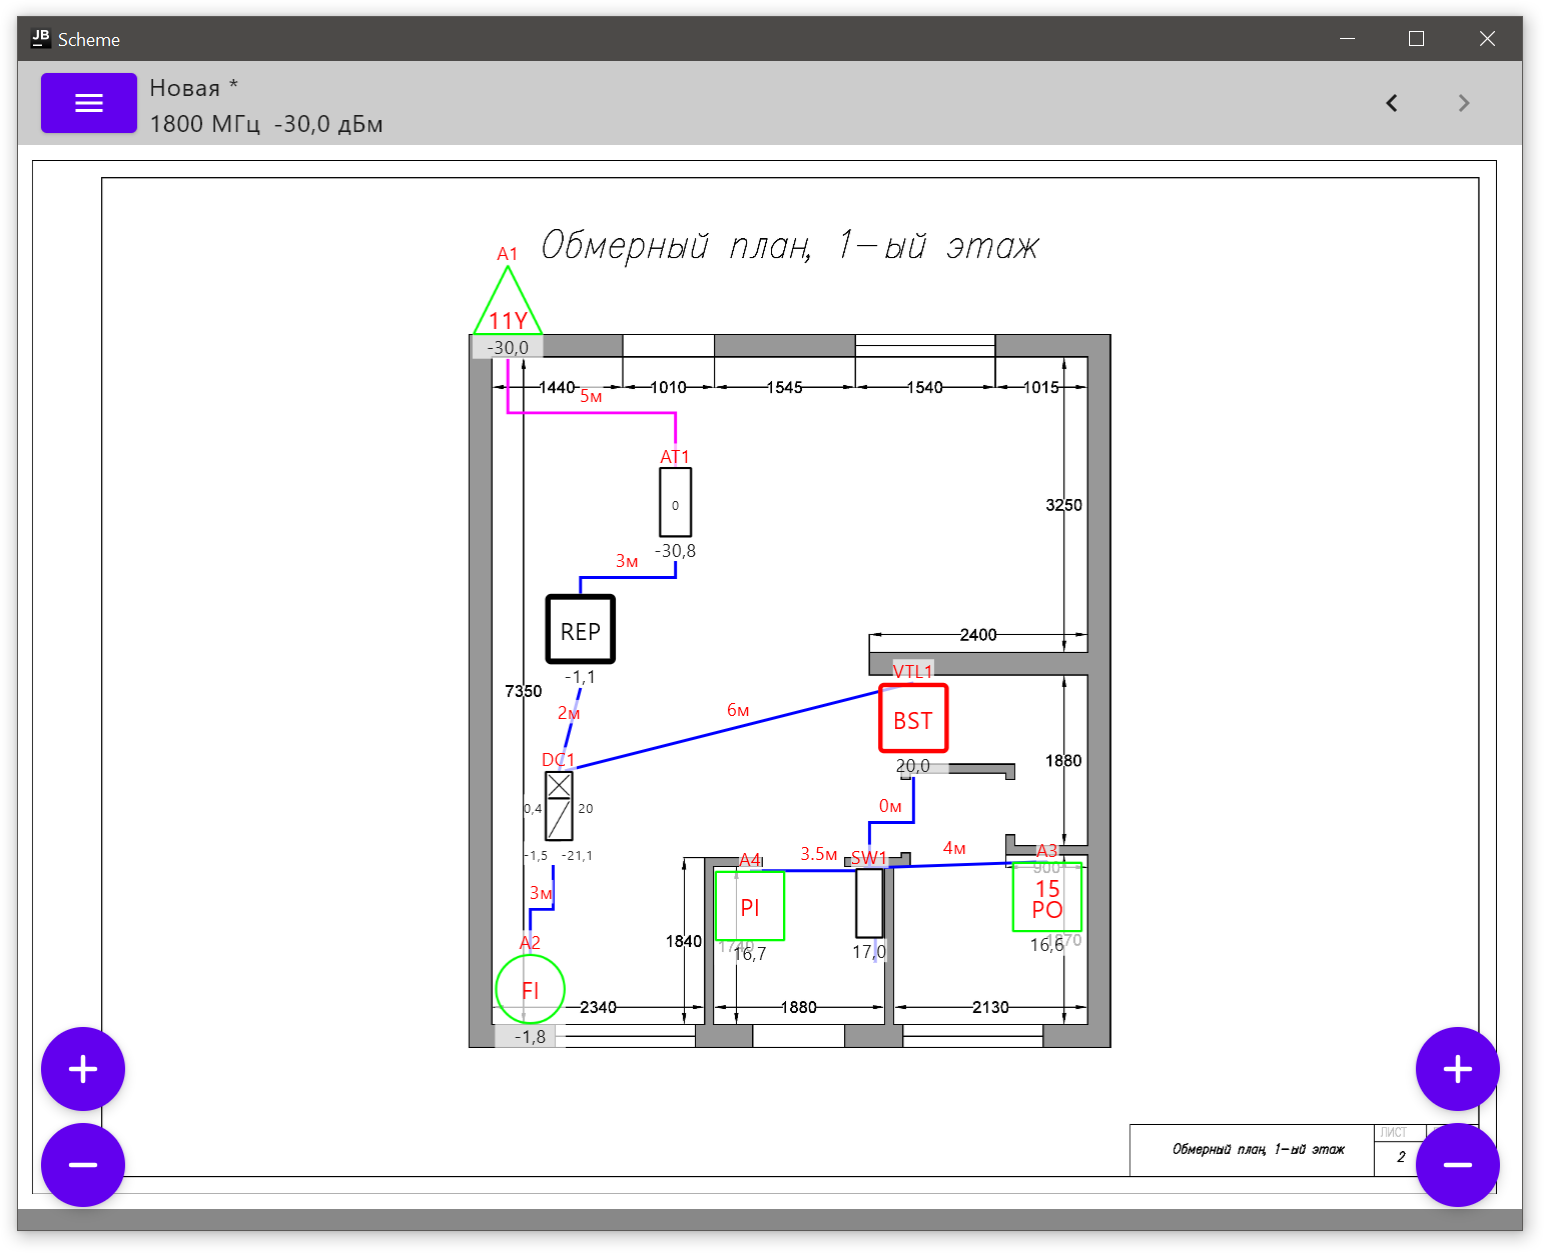 JB Scheme
Новая *
1800 МГц -30,0 дБм
Обмерный план, 1-ый этаж
A1
11Y
-30,0
1440 1010 1545 1540 1015
5м
AT1
0
3250
-30,8
3м
REP
2400
-1,1
VTL1
7350
2м
6м
BST
DC1
1880
20,0
0,4 20
0м
-1,5 -21,1
3.5м
SW1
4м
A3
A4
900
3м
15
PO
PI
A2
1840
1740
16,7
17,0
1870
16,6
FI
2340 1880 2130
-1,8
ЛИСТ
Обмерный план, 1-ый этаж
2